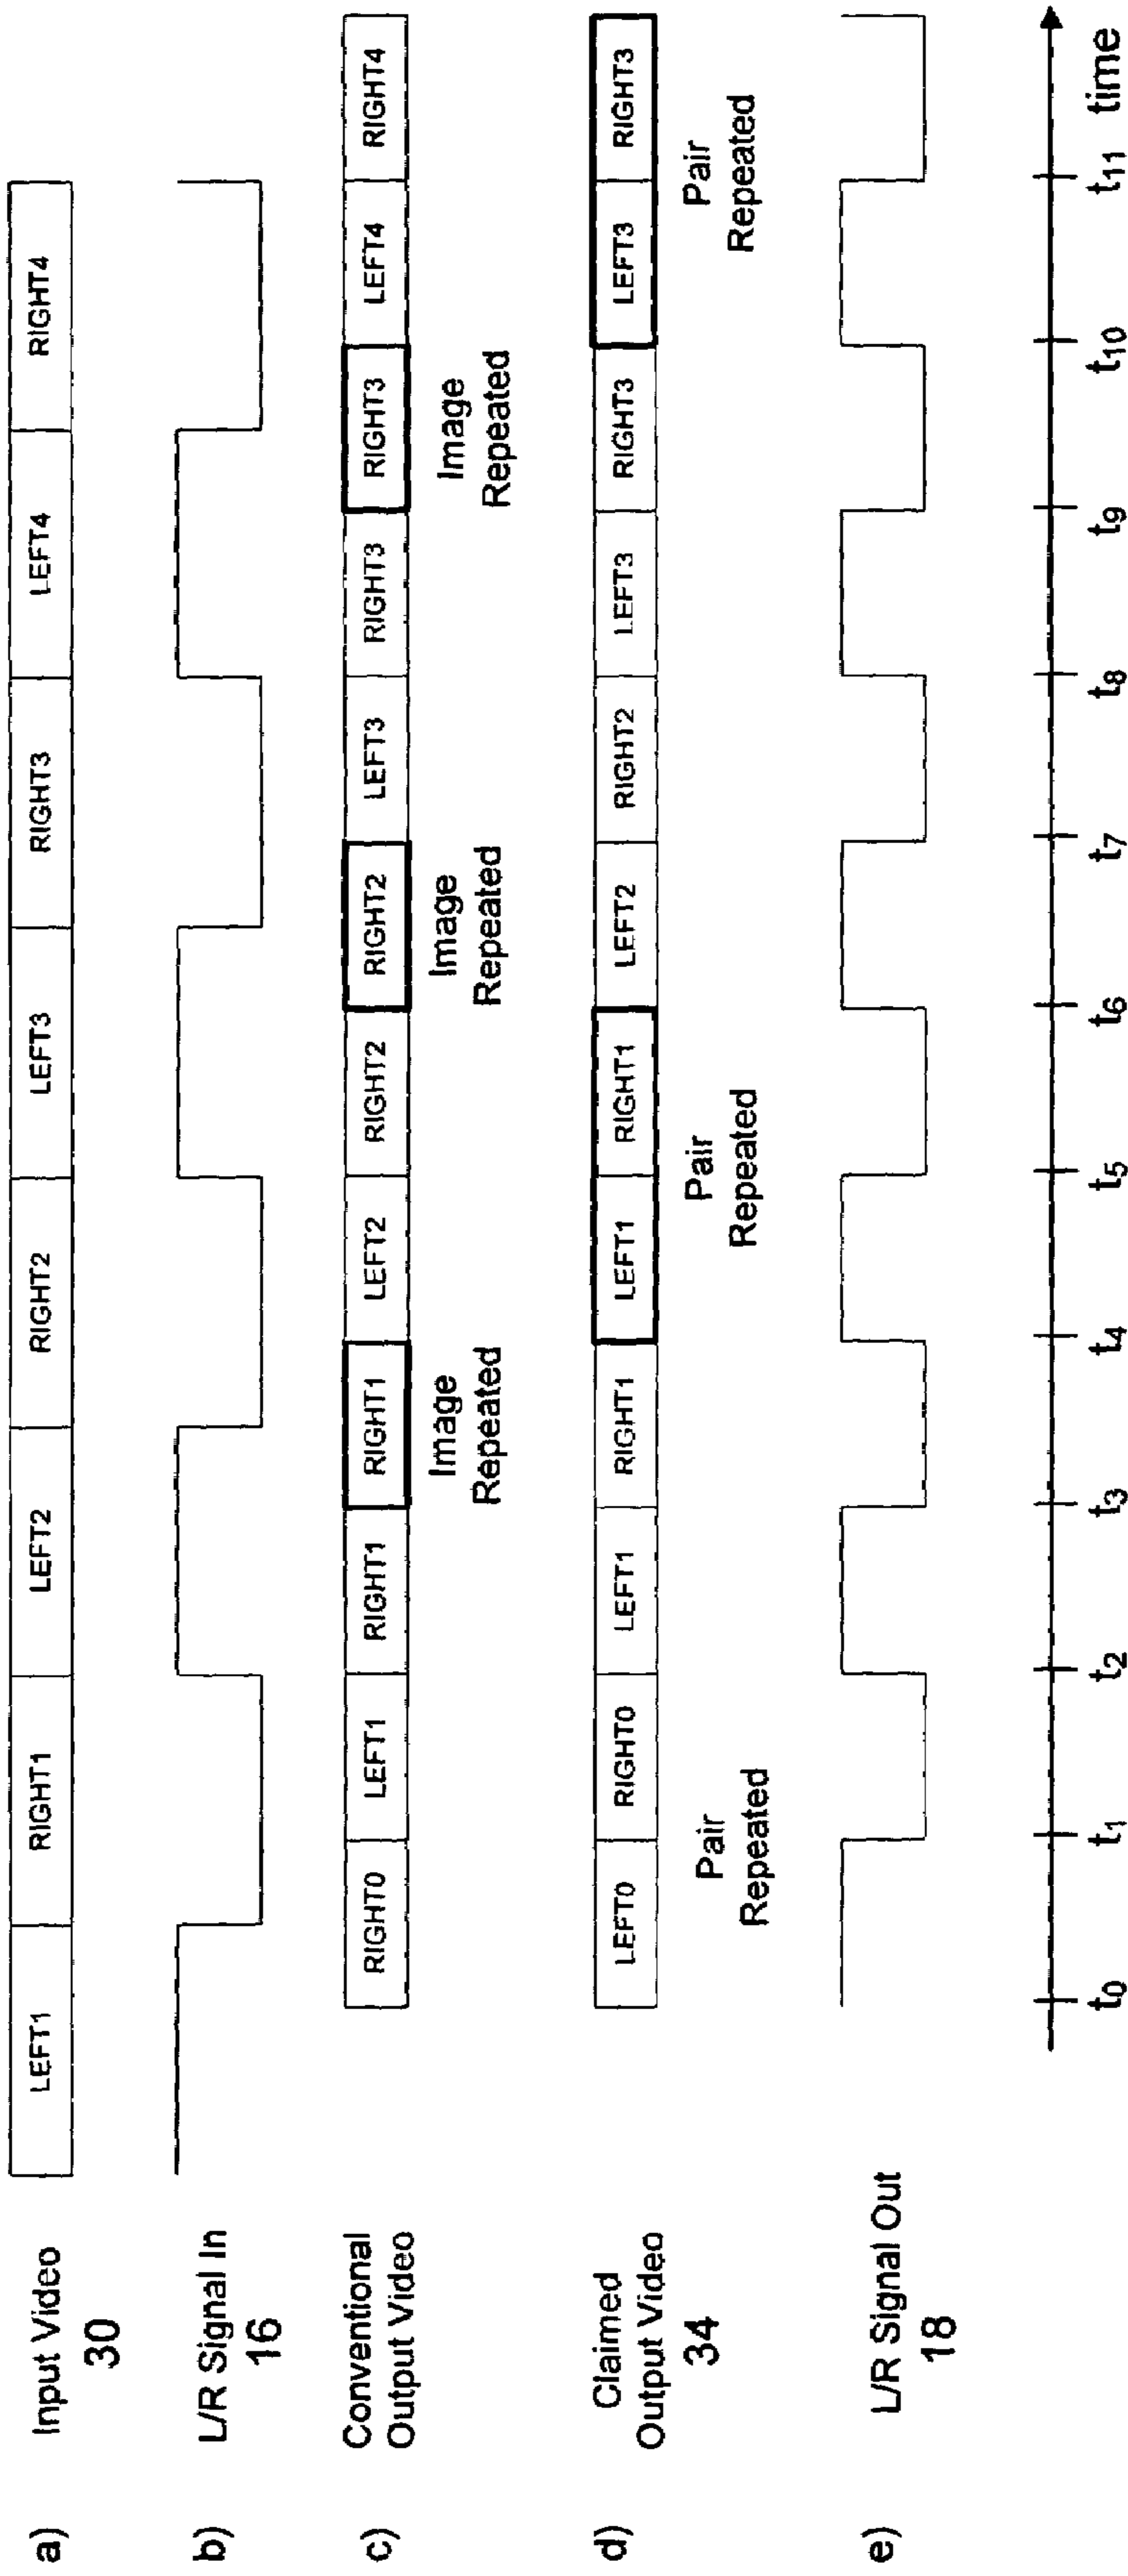 a) Input Video
30
LEFT1 RIGHT1 LEFT2 RIGHT2 LEFT3 RIGHT3 LEFT4 RIGHT4
b) L/R Signal In
16
c) Conventional
Output Video
RIGHT0 LEFT1 RIGHT1 RIGHT1 LEFT2 RIGHT2 RIGHT2 LEFT3 RIGHT3 RIGHT3 LEFT4 RIGHT4
Image
Repeated
Image
Repeated
Image
Repeated
d) Claimed
Output Video
34
LEFT0 RIGHT0 LEFT1 RIGHT1 LEFT1 RIGHT1 LEFT2 RIGHT2 LEFT3 RIGHT3 LEFT3 RIGHT3
Pair
Repeated
Pair
Repeated
Pair
Repeated
e) L/R Signal Out
18
t0 t1 t2 t3 t4 t5 t6 t7 t8 t9 t10 t11 time